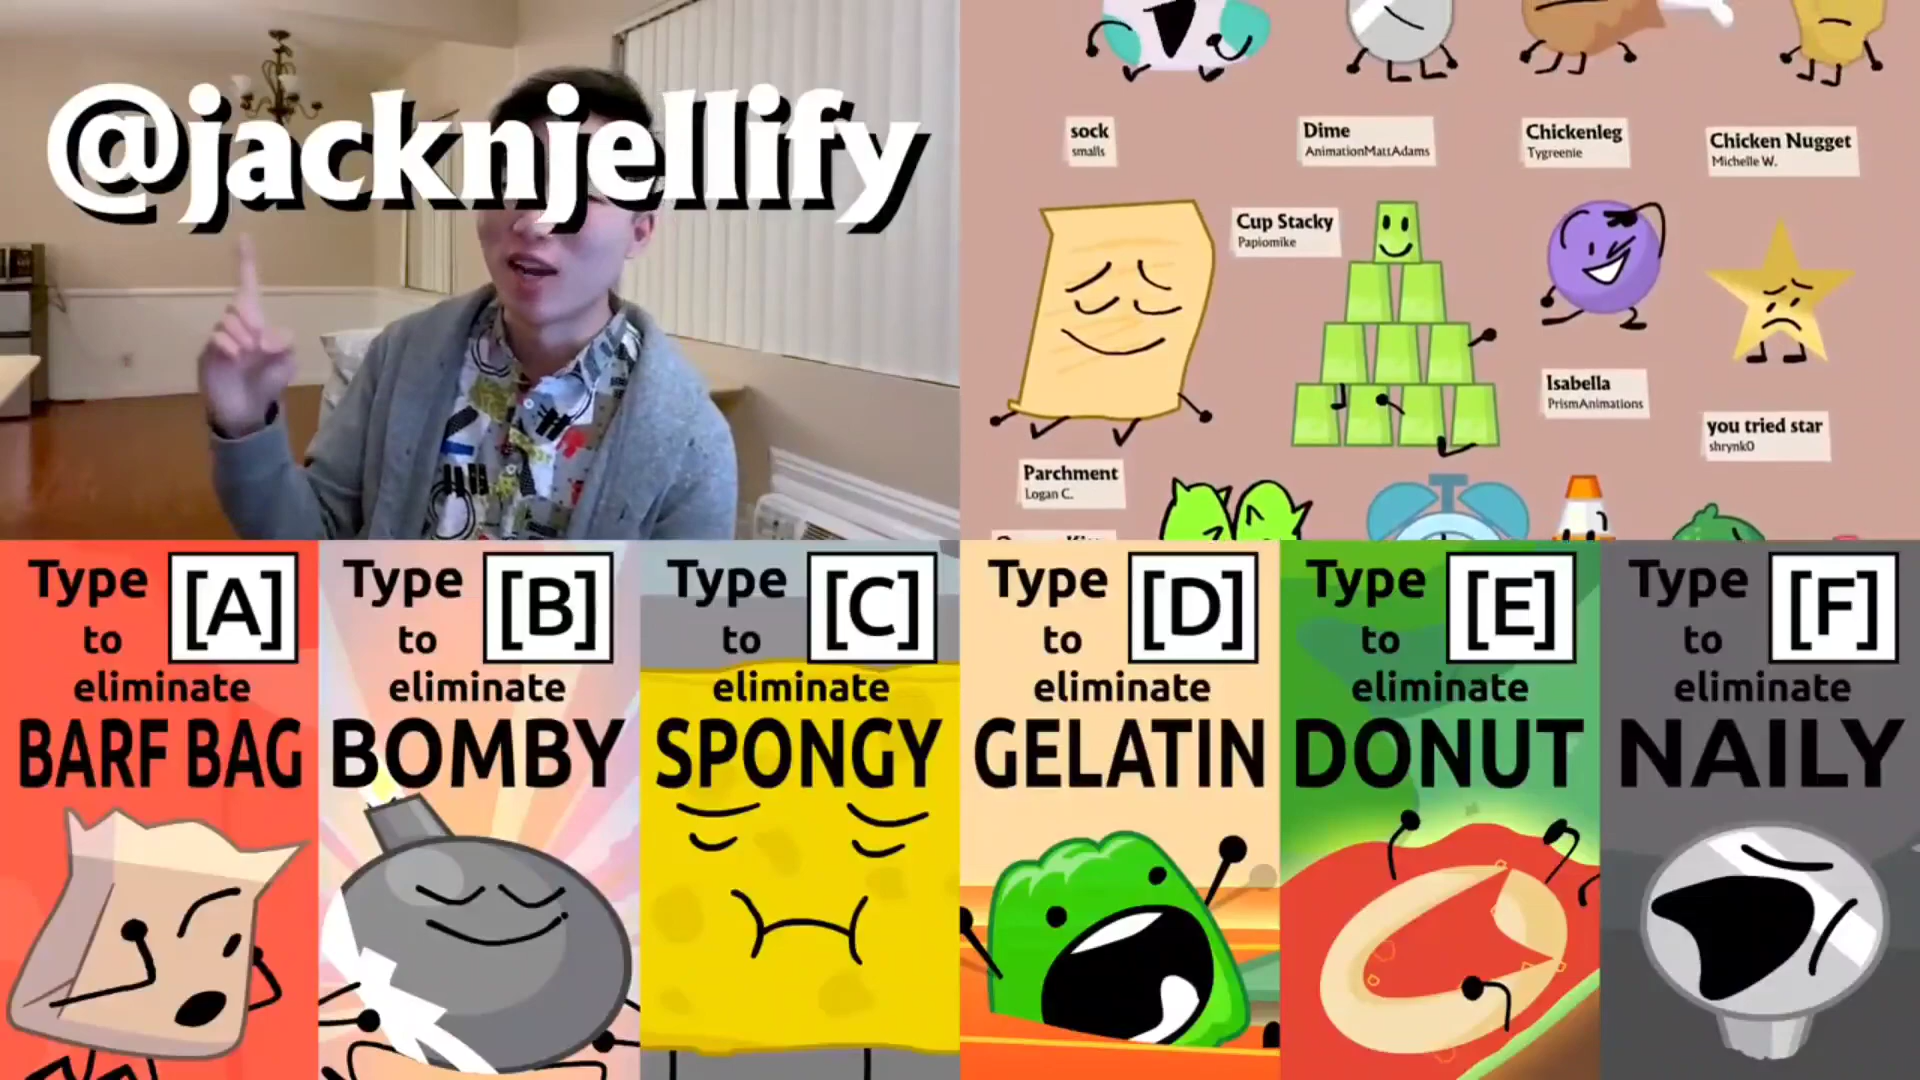 @jacknjellify
sock
smalls
Dime
AnimationMattAdams
Chickenleg
Tygreenie
Chicken Nugget
Michelle W.
Cup Stacky
Papiomike
Isabella
PrismAnimations
you tried star
shrynk0
Parchment
Logan C.
Type [A]
to
eliminate
BARF BAG
Type [B]
to
eliminate
BOMBY
Type [C]
to
eliminate
SPONGY
Type [D]
to
eliminate
GELATIN
Type [E]
to
eliminate
DONUT
Type [F]
to
eliminate
NAILY